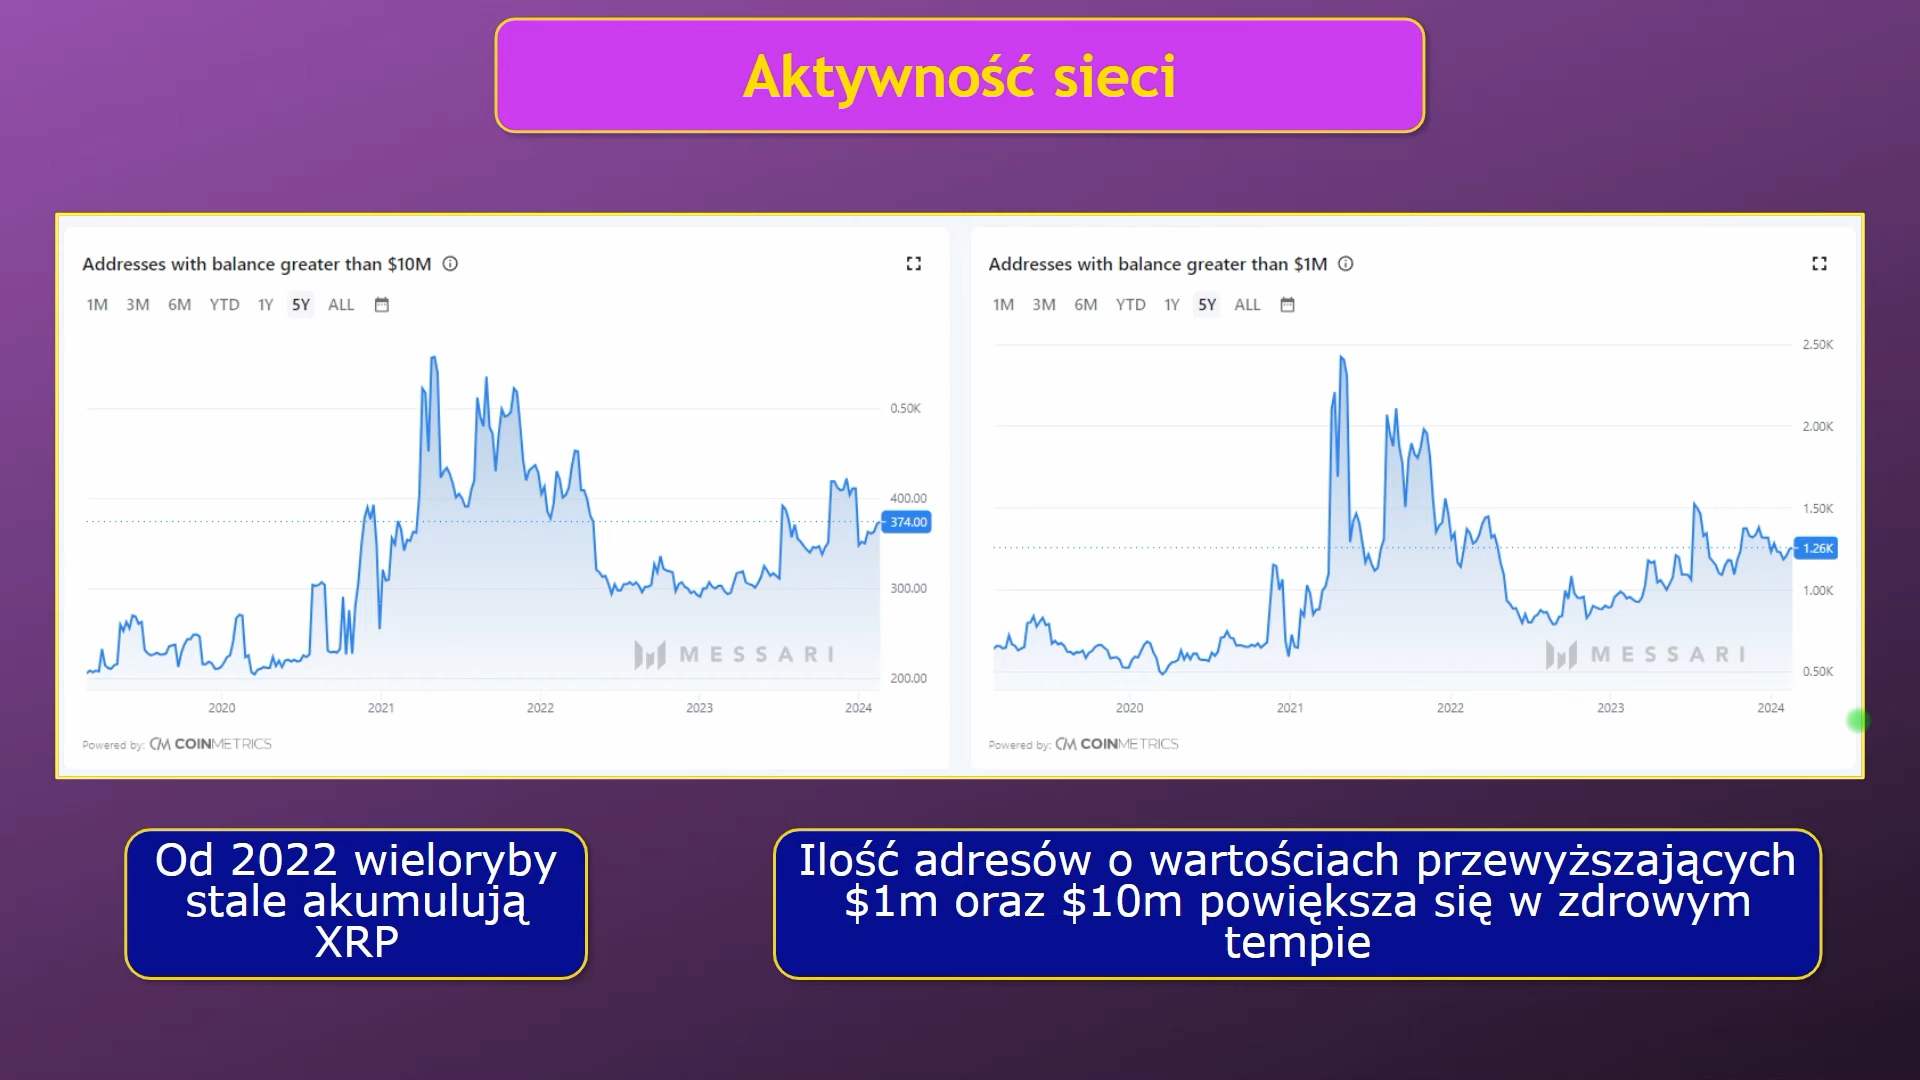 Aktywność sieci
Addresses with balance greater than $10M
1M 3M 6M YTD 1Y 5Y ALL
0.50K
400.00
374.00
300.00
200.00
MESSARI
2020 2021 2022 2023 2024
Powered by: CM COINMETRICS
Addresses with balance greater than $1M
1M 3M 6M YTD 1Y 5Y ALL
2.50K
2.00K
1.50K
1.26K
1.00K
0.50K
MESSARI
2020 2021 2022 2023 2024
Powered by: CM COINMETRICS
Od 2022 wieloryby
stale akumulują
XRP
Ilość adresów o wartościach przewyższających
$1m oraz $10m powiększa się w zdrowym
tempie